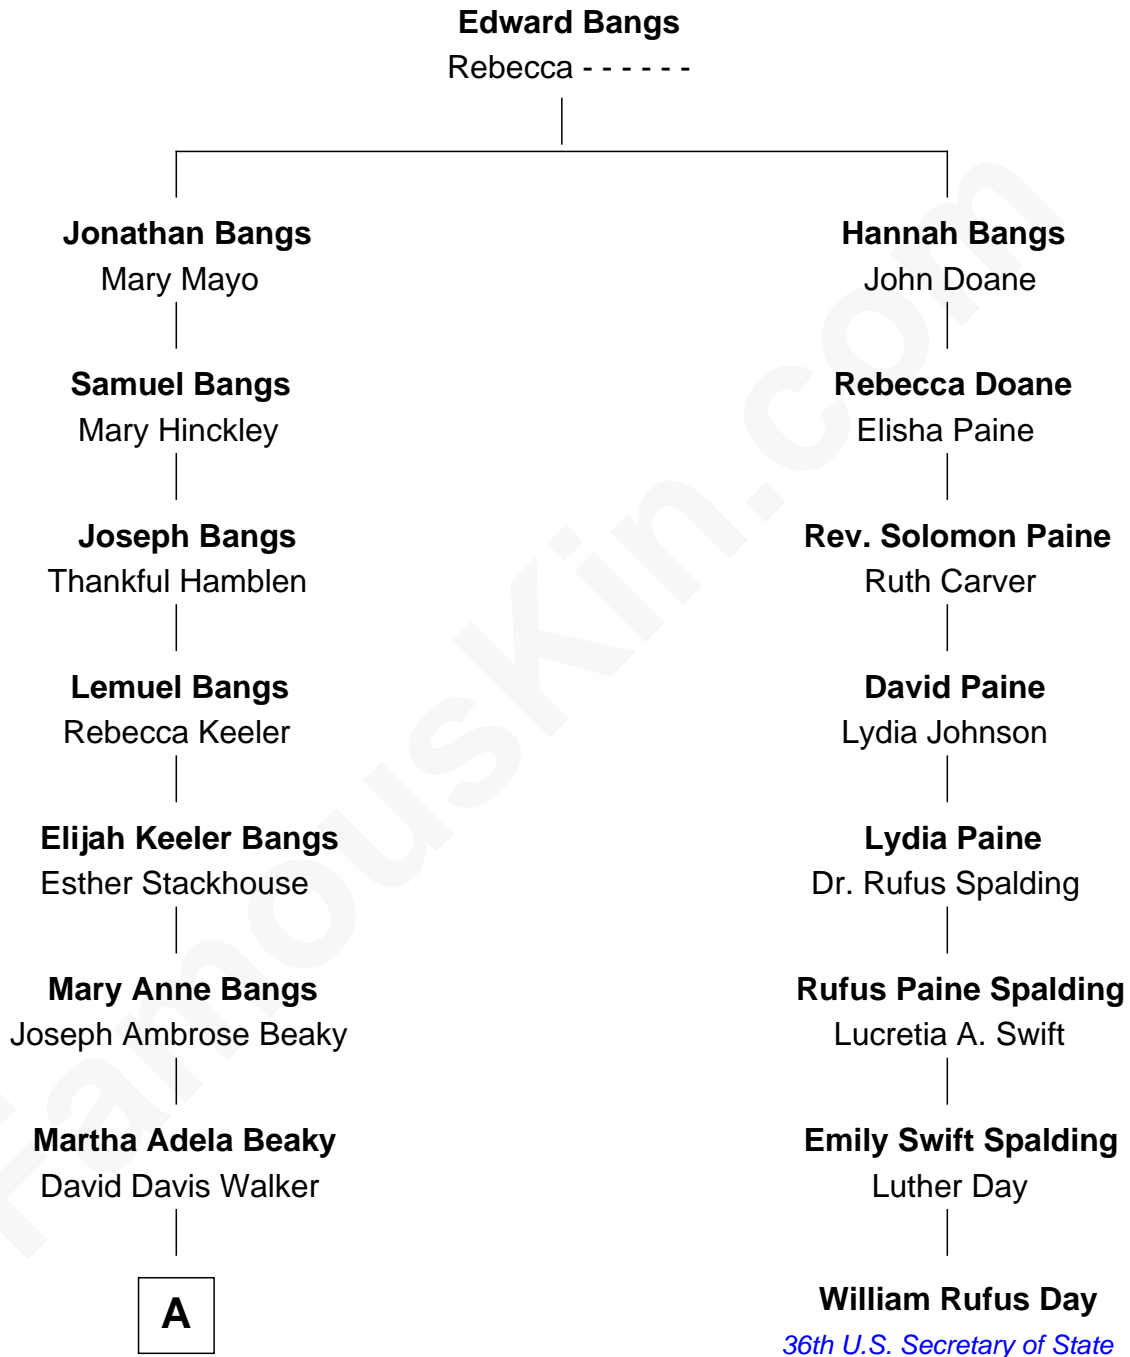 Edward Bangs
Rebecca - - - - - -
Jonathan Bangs
Mary Mayo
Hannah Bangs
John Doane
Samuel Bangs
Mary Hinckley
Rebecca Doane
Elisha Paine
Joseph Bangs
Thankful Hamblen
Rev. Solomon Paine
Ruth Carver
Lemuel Bangs
Rebecca Keeler
David Paine
Lydia Johnson
Elijah Keeler Bangs
Esther Stackhouse
Lydia Paine
Dr. Rufus Spalding
Mary Anne Bangs
Joseph Ambrose Beaky
Rufus Paine Spalding
Lucretia A. Swift
Martha Adela Beaky
David Davis Walker
Emily Swift Spalding
Luther Day
A
William Rufus Day
36th U.S. Secretary of State
FamousKin.com